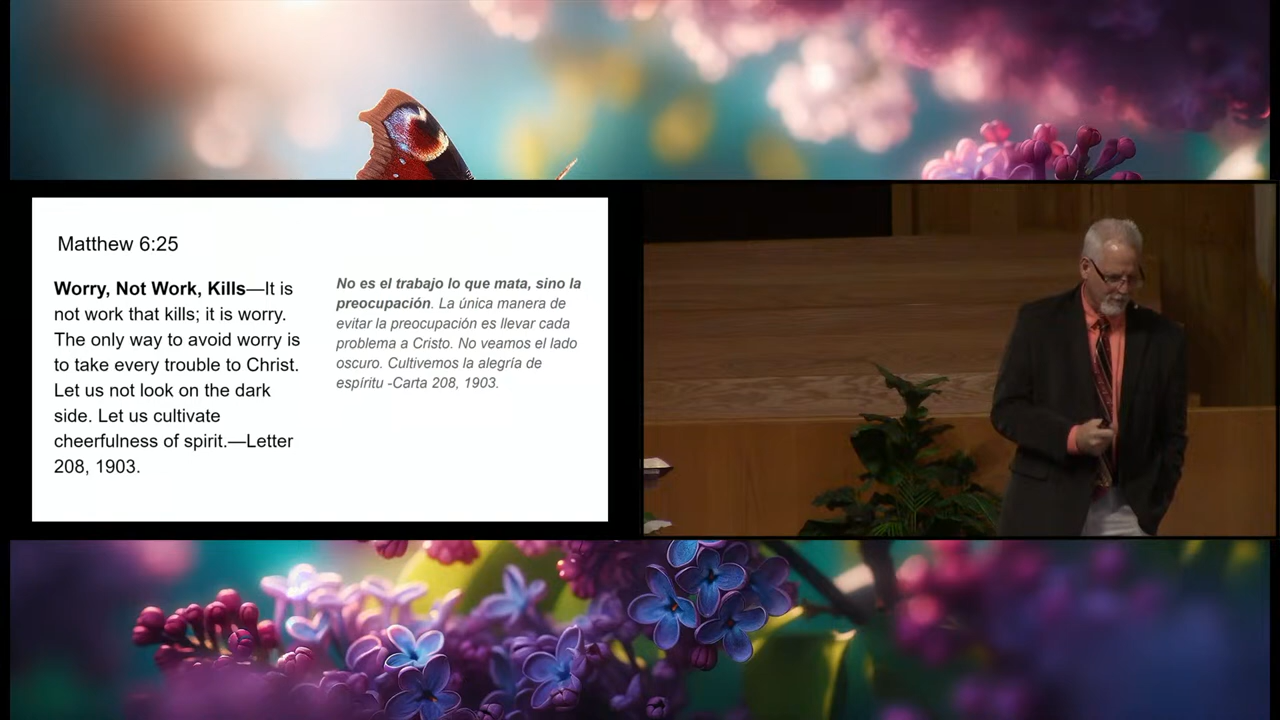 Matthew 6:25
Worry, Not Work, Kills—It is
not work that kills; it is worry.
The only way to avoid worry is
to take every trouble to Christ.
Let us not look on the dark
side. Let us cultivate
cheerfulness of spirit.—Letter
208, 1903.
No es el trabajo lo que mata, sino la
preocupación. La única manera de
evitar la preocupación es llevar cada
problema a Cristo. No veamos el lado
oscuro. Cultivemos la alegría de
espíritu -Carta 208, 1903.